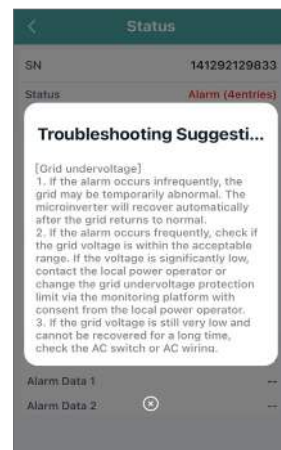 Status
SN 141292129833
Status Alarm (4entries)
Troubleshooting Suggesti...
[Grid undervoltage]
1. If the alarm occurs infrequently, the
grid may be temporarily abnormal. The
microinverter will recover automatically
after the grid returns to normal.
2. If the alarm occurs frequently, check if
the grid voltage is within the acceptable
range. If the voltage is significantly low,
contact the local power operator or
change the grid undervoltage protection
limit via the monitoring platform with
consent from the local power operator.
3. If the grid voltage is still very low and
cannot be recovered for a long time,
check the AC switch or AC wiring.
Alarm Data 1 --
Alarm Data 2 --